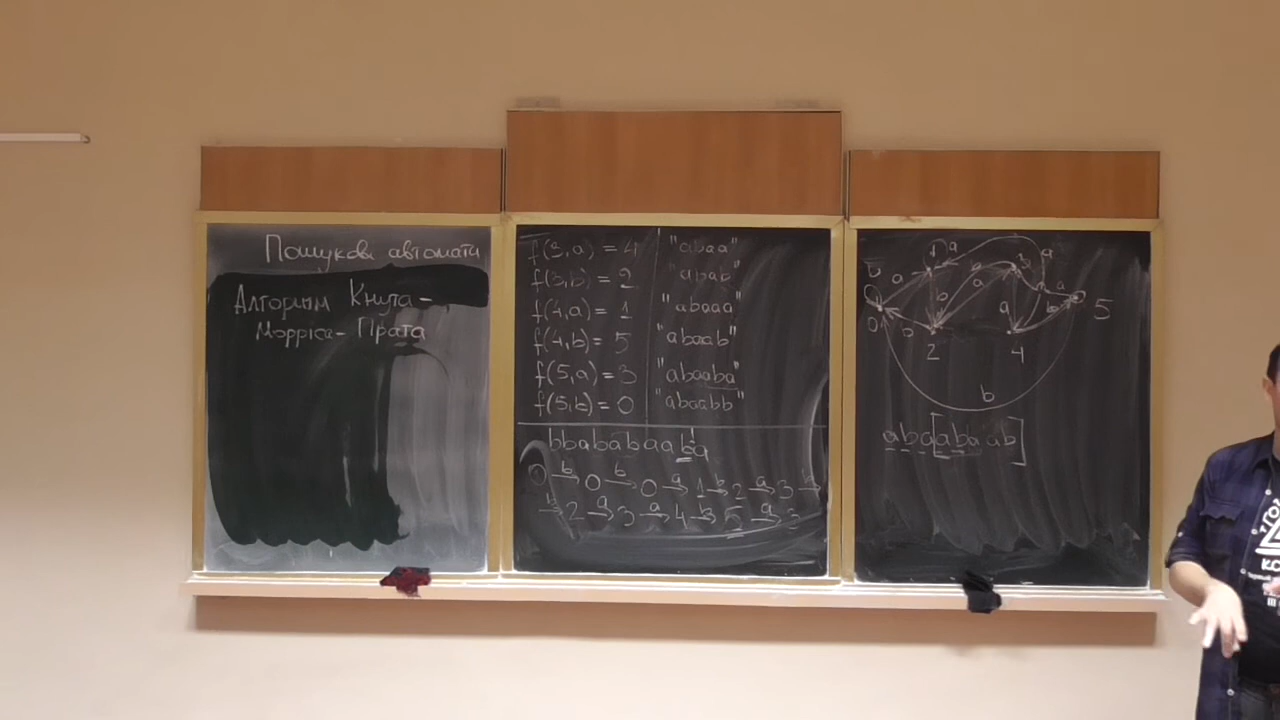 Пошукові автомати
Алгоритм Кнута-
Морріса-Прата
f(3,a) = 4 "abaa"
f(3,b) = 2 "abab"
f(4,a) = 1 "abaaa"
f(4,b) = 5 "abaab"
f(5,a) = 3 "abaaba"
f(5,b) = 0 "abaabb"
bbababaaba
0 b→ 0 b→ 0 a→ 1 b→ 2 a→ 3 b→
b→ 2 a→ 3 a→ 4 b→ 5 a→ 3
b a 1 a 3 a a
0 b b a a b 5
2 4
b
aba[abaab]